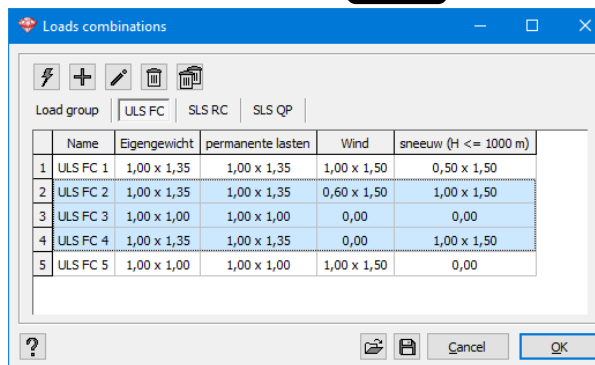 Loads combinations
Load group ULS FC SLS RC SLS QP
Name Eigengewicht permanente lasten Wind sneeuw (H <= 1000 m)
1 ULS FC 1 1,00 x 1,35 1,00 x 1,35 1,00 x 1,50 0,50 x 1,50
2 ULS FC 2 1,00 x 1,35 1,00 x 1,35 0,60 x 1,50 1,00 x 1,50
3 ULS FC 3 1,00 x 1,00 1,00 x 1,00 0,00 0,00
4 ULS FC 4 1,00 x 1,35 1,00 x 1,35 0,00 1,00 x 1,50
5 ULS FC 5 1,00 x 1,00 1,00 x 1,00 1,00 x 1,50 0,00
? Cancel OK